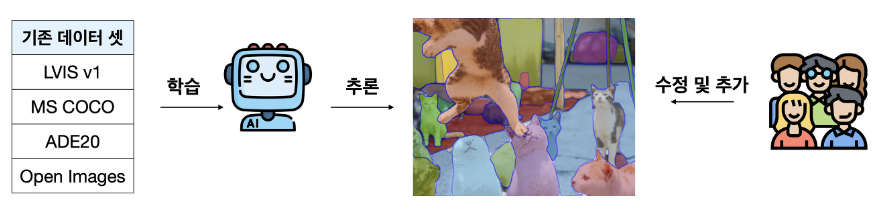 기존 데이터 셋
LVIS v1
MS COCO
ADE20
Open Images
학습
AI
추론
수정 및 추가